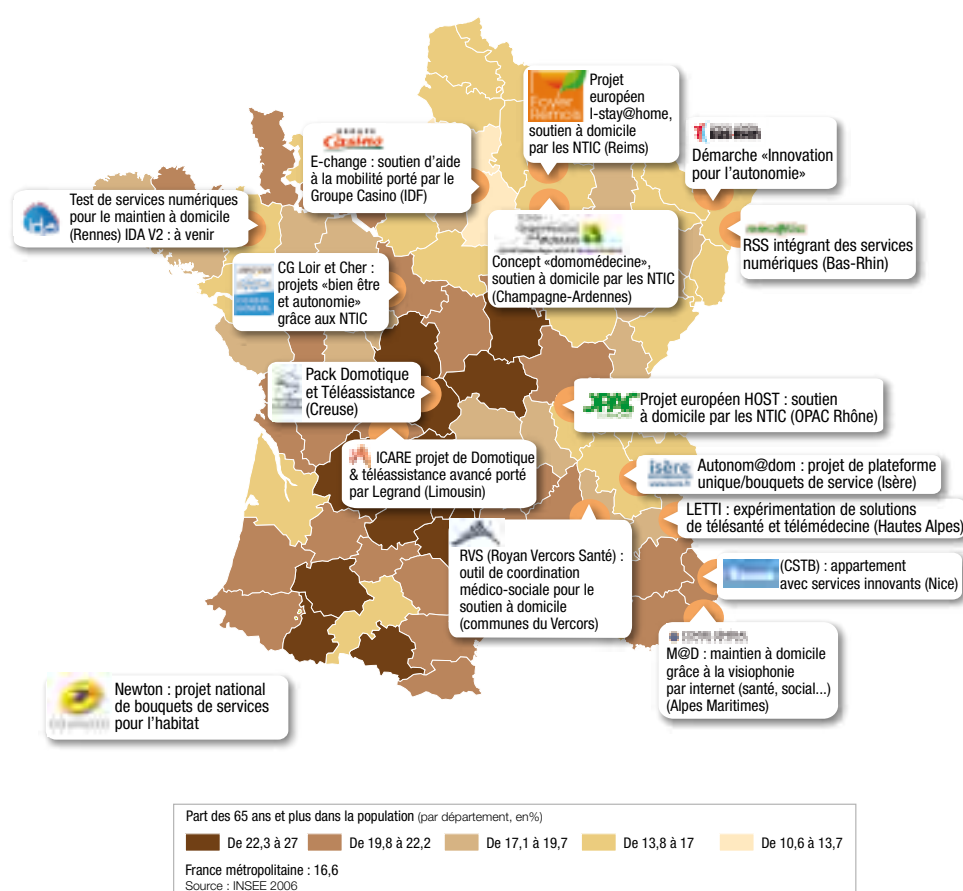 Foyer
Rémois
Projet
européen
I-stay@home,
soutien à domicile
par les NTIC (Reims)
GROUPE
Casino
E-change : soutien d'aide
à la mobilité porté par le
Groupe Casino (IDF)
Démarche «Innovation
pour l'autonomie»
Test de services numériques
pour le maintien à domicile
(Rennes) IDA V2 : à venir
RSS intégrant des services
numériques (Bas-Rhin)
Concept «domomédecine»,
soutien à domicile par les NTIC
(Champagne-Ardennes)
CG Loir et Cher :
projets «bien être
et autonomie»
grâce aux NTIC
Pack Domotique
et Téléassistance
(Creuse)
OPAC
Projet européen HOST : soutien
à domicile par les NTIC (OPAC Rhône)
ICARE projet de Domotique
& téléassistance avancé porté
par Legrand (Limousin)
isère
Autonom@dom : projet de plateforme
unique/bouquets de service (Isère)
LETTI : expérimentation de solutions
de télésanté et télémédecine (Hautes Alpes)
RVS (Royan Vercors Santé) :
outil de coordination
médico-sociale pour le
soutien à domicile
(communes du Vercors)
(CSTB) : appartement
avec services innovants (Nice)
M@D : maintien à domicile
grâce à la visiophonie
par internet (santé, social...)
(Alpes Maritimes)
Newton : projet national
de bouquets de services
pour l'habitat
Part des 65 ans et plus dans la population (par département, en%)
De 22,3 à 27 De 19,8 à 22,2 De 17,1 à 19,7 De 13,8 à 17 De 10,6 à 13,7
France métropolitaine : 16,6
Source : INSEE 2006